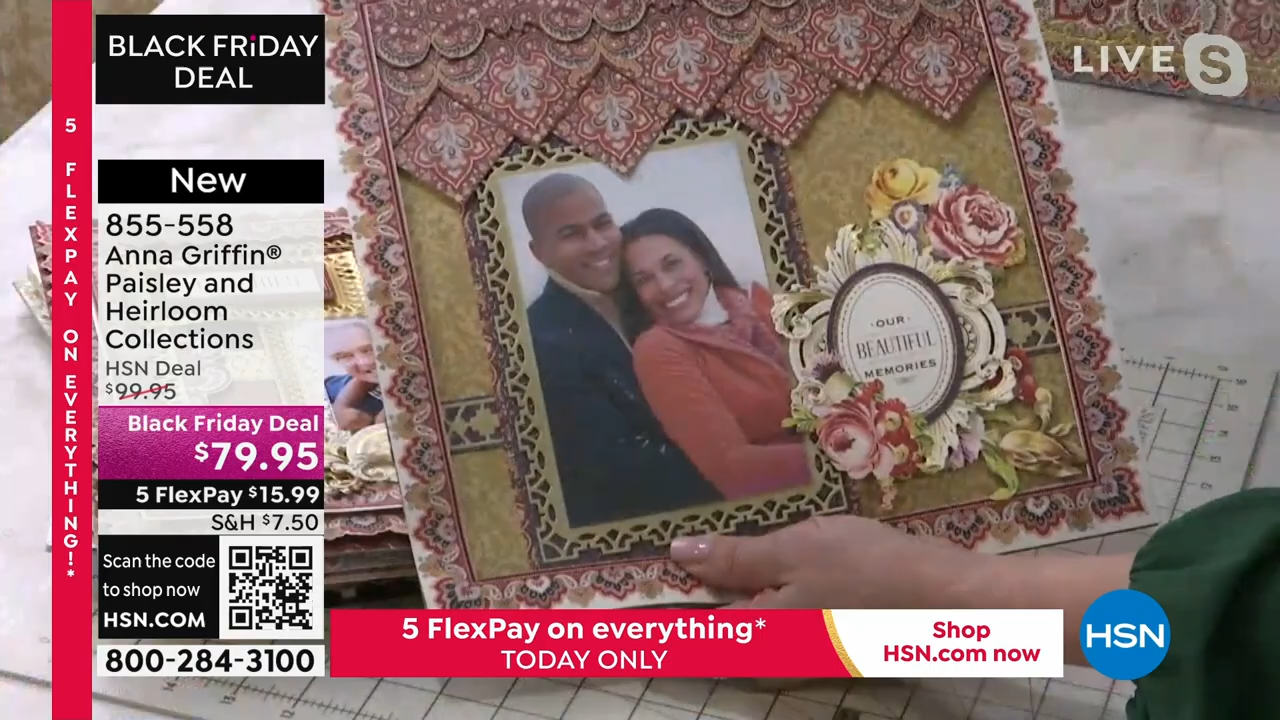 BLACK FRiDAY
DEAL
5 FLEXPAY ON EVERYTHING!*
New
855-558
Anna Griffin®
Paisley and
Heirloom
Collections
HSN Deal
$99.95
Black Friday Deal
$79.95
5 FlexPay $15.99
S&H $7.50
Scan the code
to shop now
HSN.COM
800-284-3100
LIVE S
OUR
BEAUTIFUL
MEMORIES
5 FlexPay on everything*
TODAY ONLY
Shop
HSN.com now
HSN